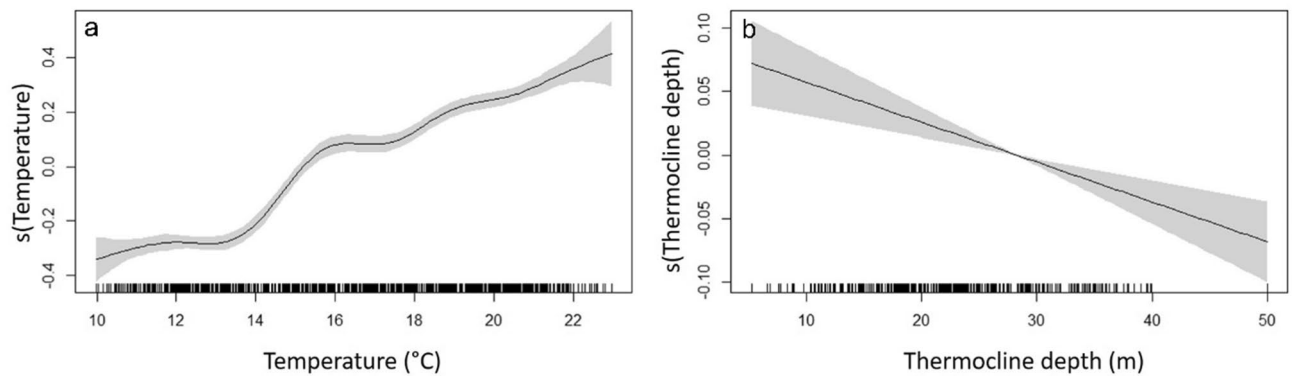 a
s(Temperature)
0.4
0.2
0.0
-0.2
-0.4
10 12 14 16 18 20 22
Temperature (°C)
b
s(Thermocline depth)
0.10
0.05
0.00
-0.05
-0.10
10 20 30 40 50
Thermocline depth (m)